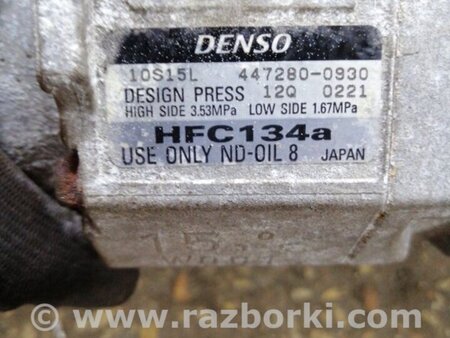 DENSO
10S15L 447280-0930
DESIGN PRESS 12Q 0221
HIGH SIDE 3.53MPa LOW SIDE 1.67MPa
HFC134a
USE ONLY ND-OIL 8 JAPAN
15
www.razborki.com